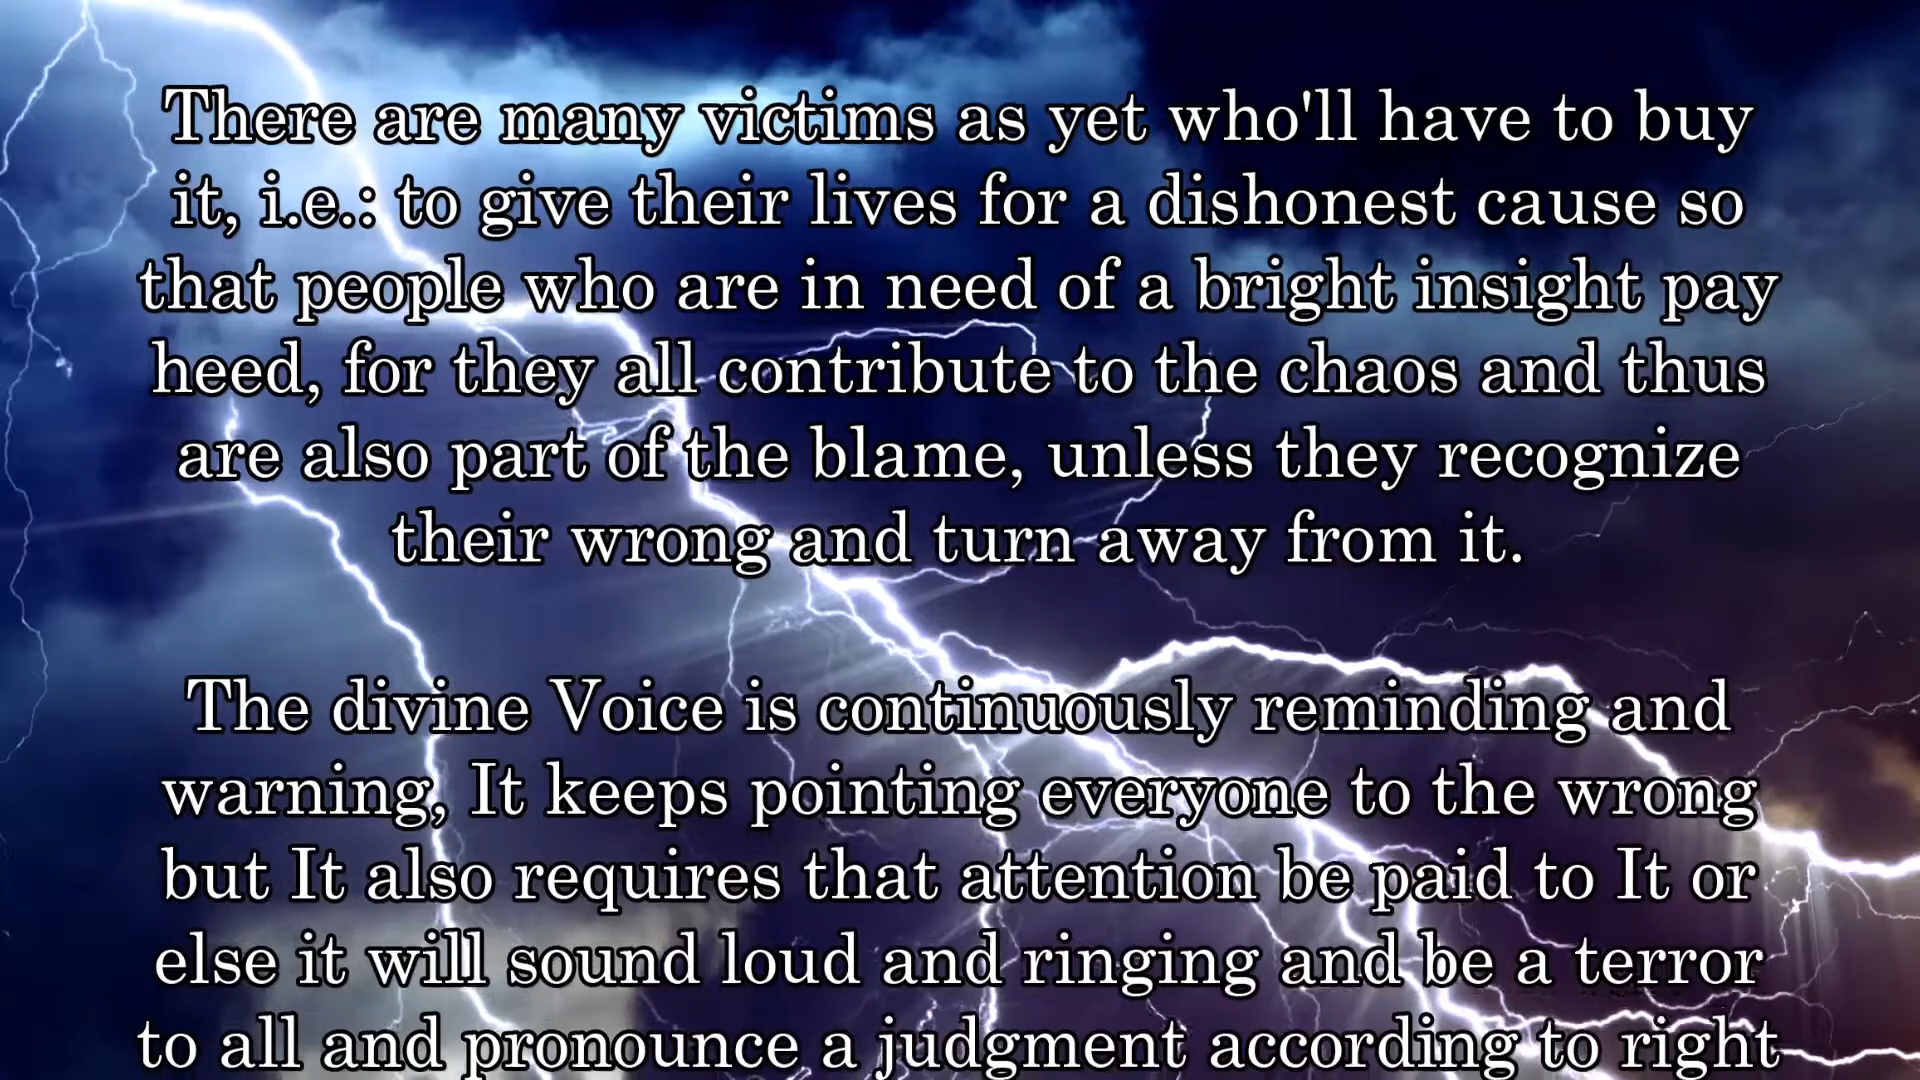 There are many victims as yet who'll have to buy
it, i.e.: to give their lives for a dishonest cause so
that people who are in need of a bright insight pay
heed, for they all contribute to the chaos and thus
are also part of the blame, unless they recognize
their wrong and turn away from it.
The divine Voice is continuously reminding and
warning, It keeps pointing everyone to the wrong
but It also requires that attention be paid to It or
else it will sound loud and ringing and be a terror
to all and pronounce a judgment according to right